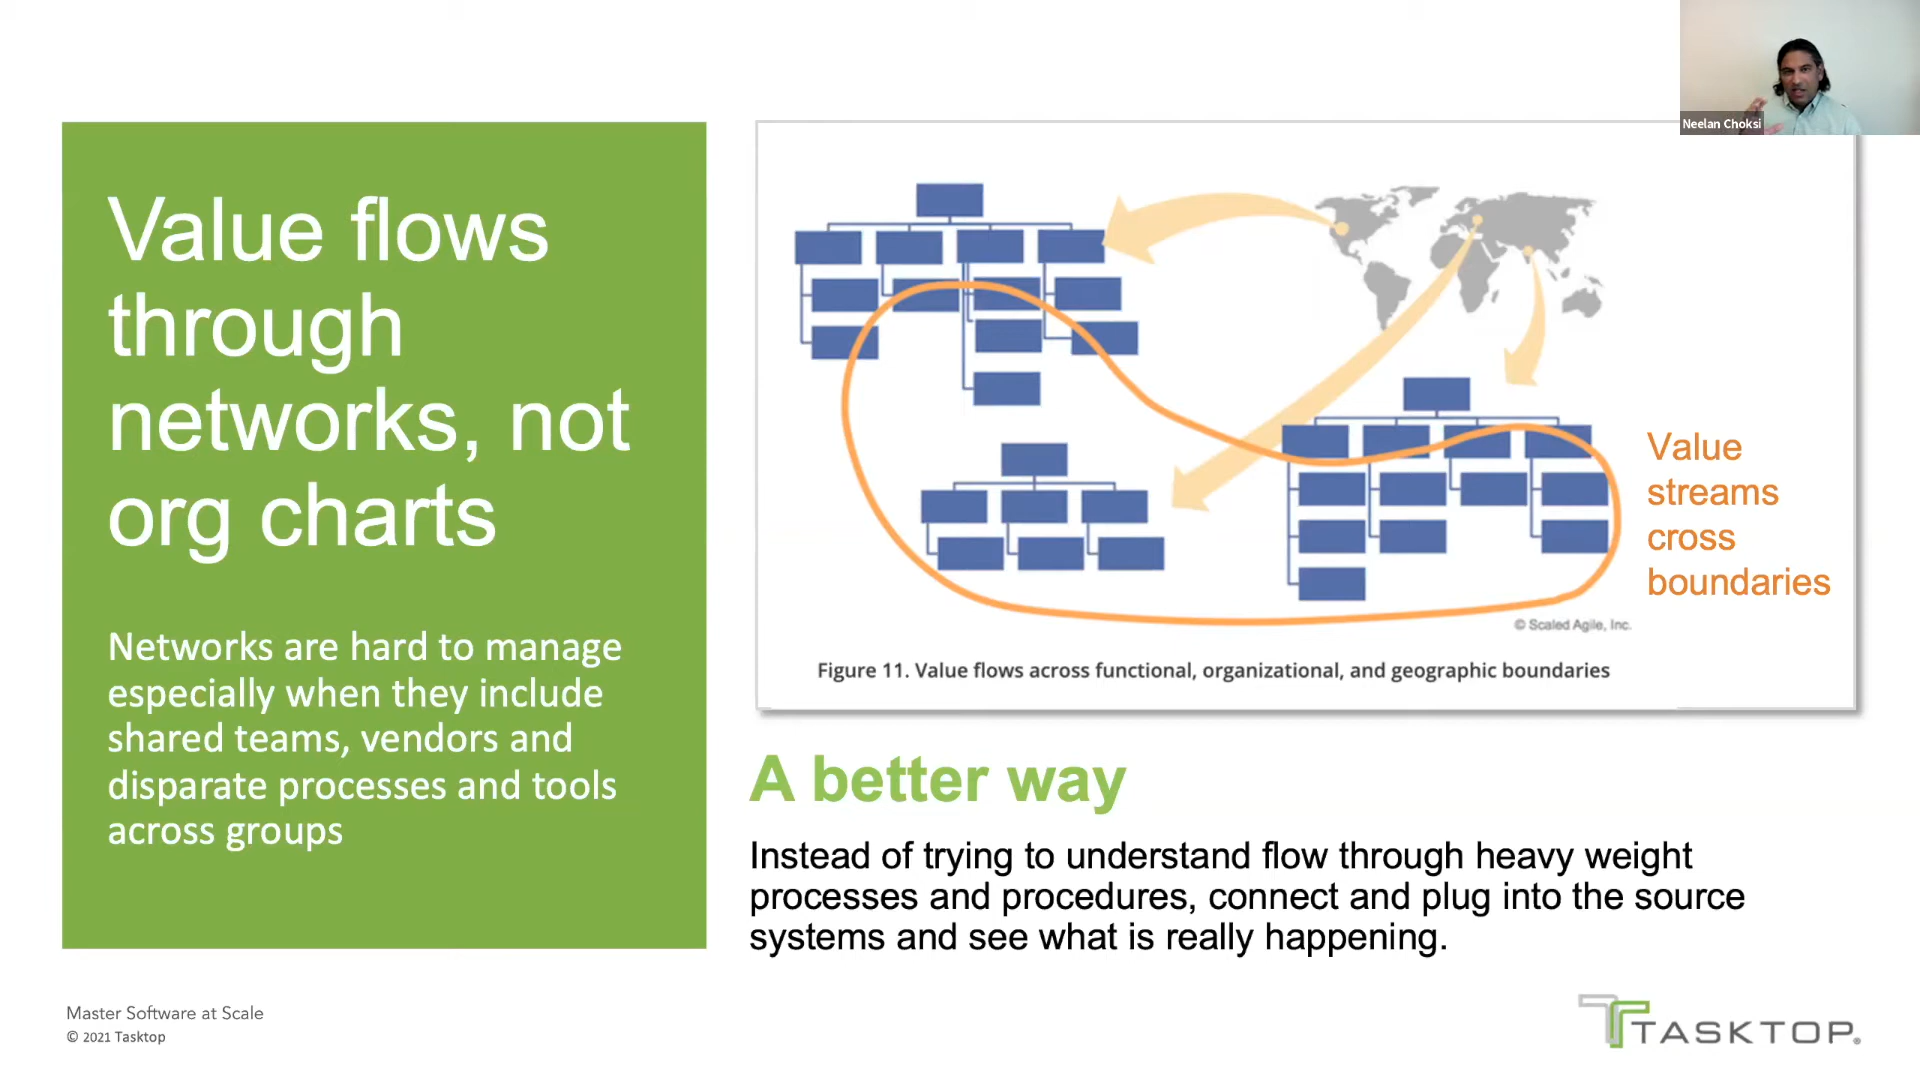 Neelan Choksi
Value flows
through
networks, not
org charts
Networks are hard to manage
especially when they include
shared teams, vendors and
disparate processes and tools
across groups
Value
streams
cross
boundaries
© Scaled Agile, Inc.
Figure 11. Value flows across functional, organizational, and geographic boundaries
A better way
Instead of trying to understand flow through heavy weight
processes and procedures, connect and plug into the source
systems and see what is really happening.
Master Software at Scale
© 2021 Tasktop
TASKTOP®